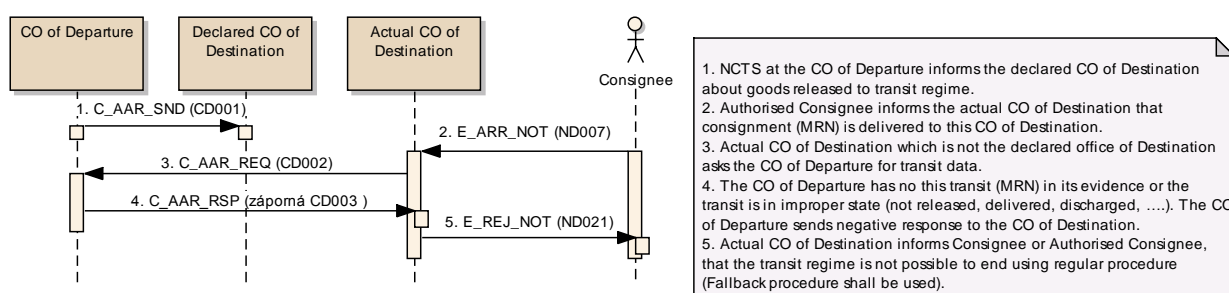 CO of Departure
Declared CO of
Destination
Actual CO of
Destination
Consignee
1. C_AAR_SND (CD001)
2. E_ARR_NOT (ND007)
3. C_AAR_REQ (CD002)
4. C_AAR_RSP (záporná CD003 )
5. E_REJ_NOT (ND021)
1. NCTS at the CO of Departure informs the declared CO of Destination
about goods released to transit regime.
2. Authorised Consignee informs the actual CO of Destination that
consignment (MRN) is delivered to this CO of Destination.
3. Actual CO of Destination which is not the declared office of Destination
asks the CO of Departure for transit data.
4. The CO of Departure has no this transit (MRN) in its evidence or the
transit is in improper state (not released, delivered, discharged, ....). The CO
of Departure sends negative response to the CO of Destination.
5. Actual CO of Destination informs Consignee or Authorised Consignee,
that the transit regime is not possible to end using regular procedure
(Fallback procedure shall be used).